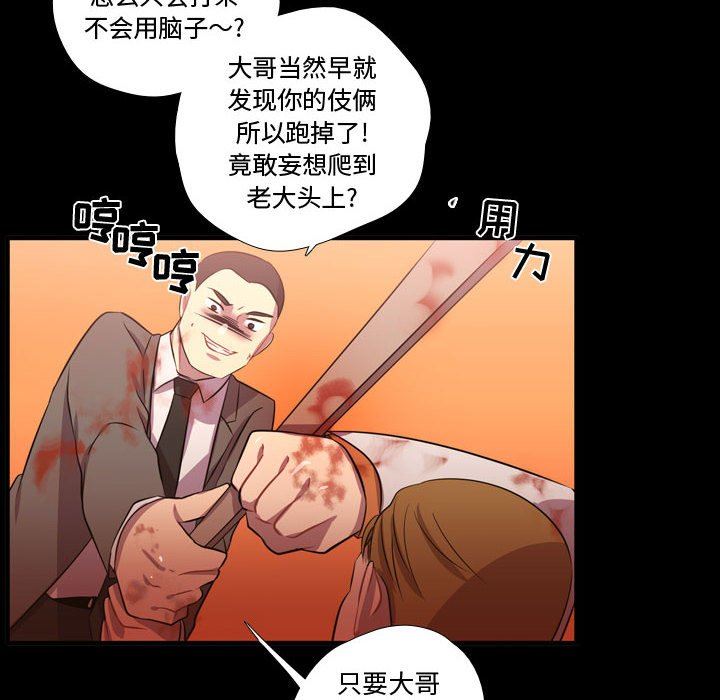 不会用脑子～?
大哥当然早就
发现你的伎俩
所以跑掉了!
竟敢妄想爬到
老大头上?
哼哼哼
用力
只要大哥